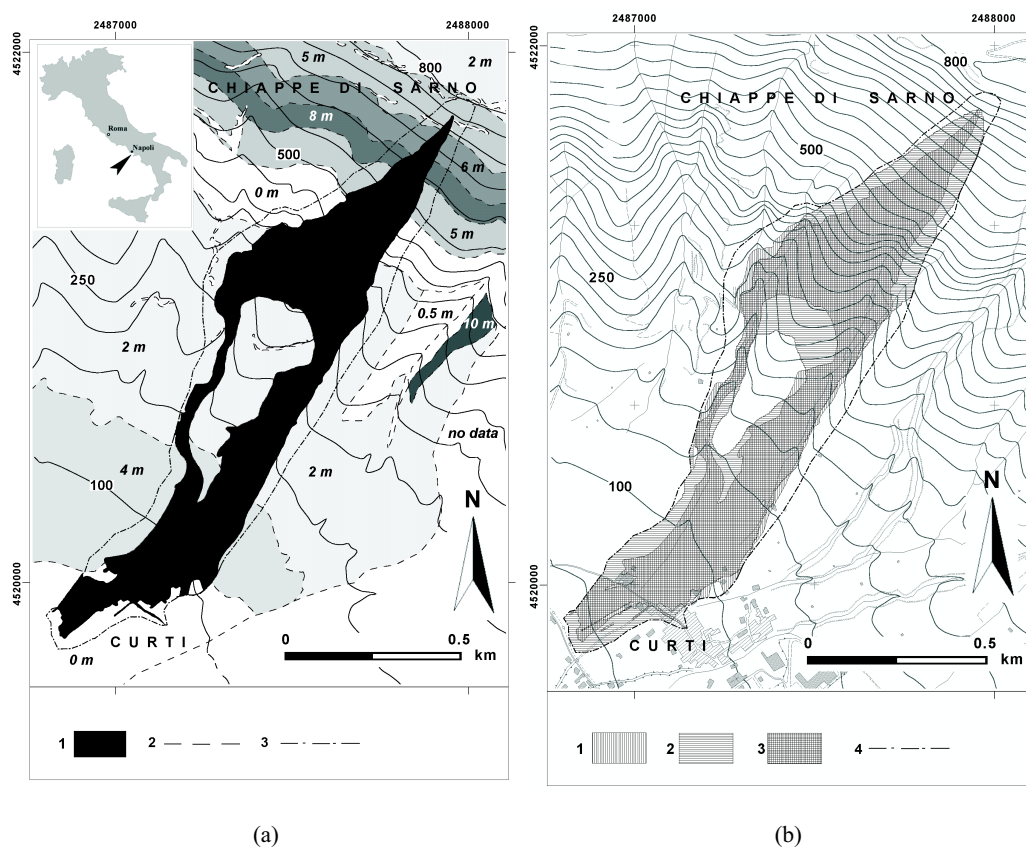 2487000
2488000
4522000
4520000
Roma
Napoli
5 m
2 m
800
CHIAPPE DI SARNO
8 m
500
6 m
0 m
5 m
250
0.5 m
10 m
2 m
no data
4 m
2 m
100
N
CURTI
0 m
0 0.5
km
1 2 3
(a)
2487000
2488000
4522000
4520000
800
CHIAPPE DI SARNO
500
250
100
N
CURTI
0 0.5
km
1 2 3 4
(b)